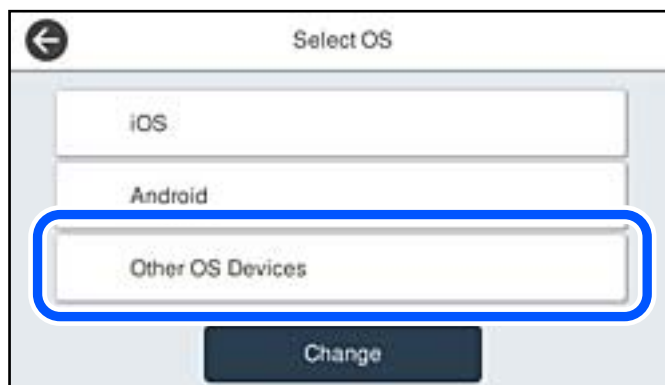 Select OS
iOS
Android
Other OS Devices
Change